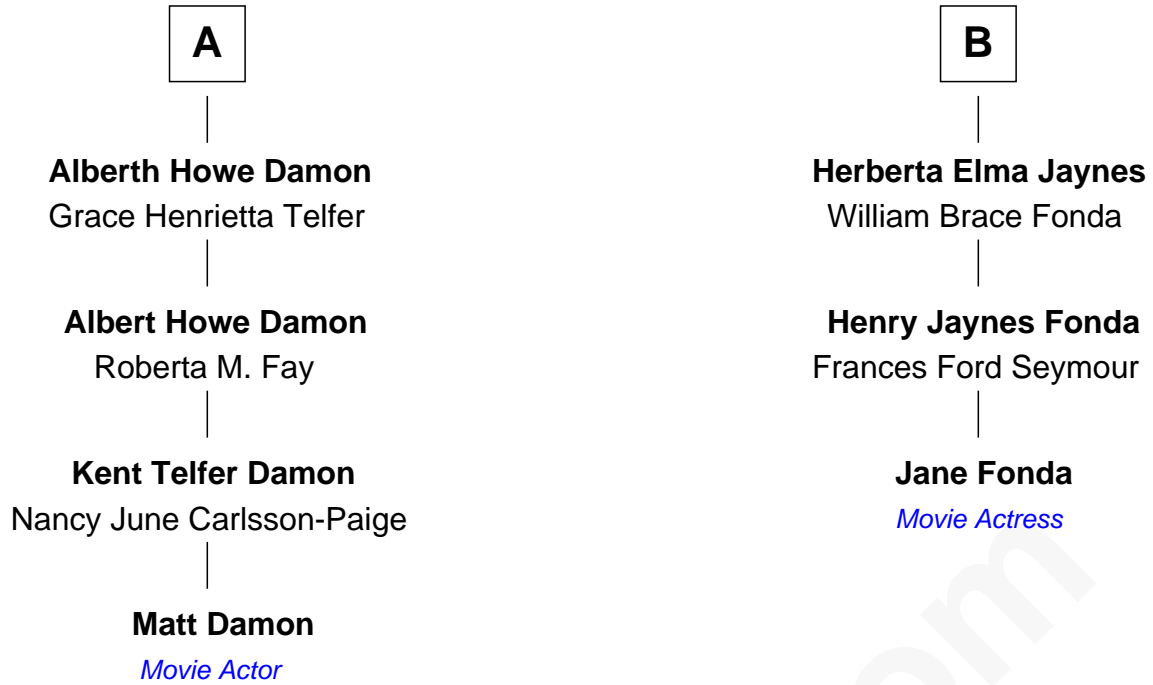 A
Alberth Howe Damon
Grace Henrietta Telfer
Albert Howe Damon
Roberta M. Fay
Kent Telfer Damon
Nancy June Carlsson-Paige
Matt Damon
Movie Actor
B
Herberta Elma Jaynes
William Brace Fonda
Henry Jaynes Fonda
Frances Ford Seymour
Jane Fonda
Movie Actress
om